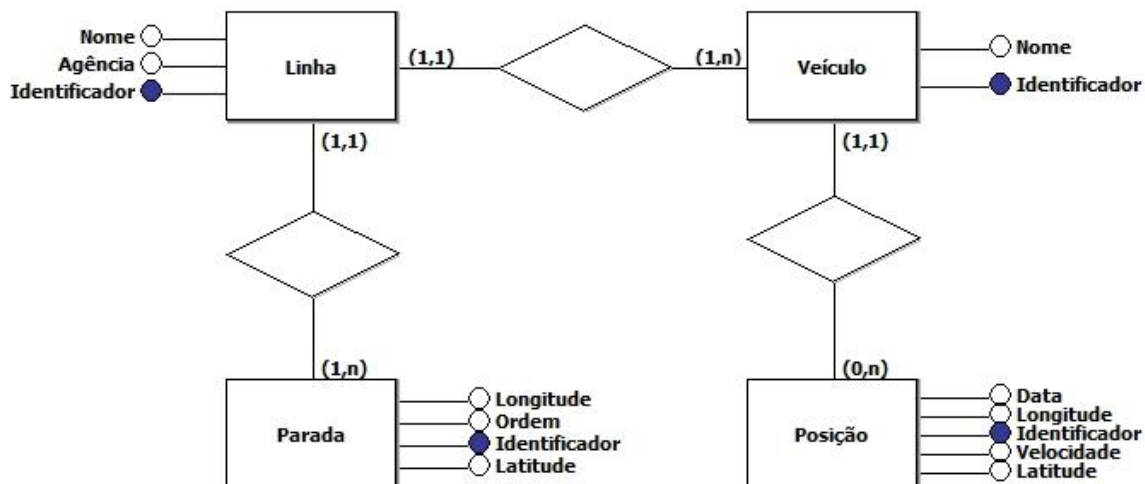 Nome
Agência
Identificador
Linha
(1,1)
(1,n)
Veículo
Nome
Identificador
(1,1)
(1,1)
(1,n)
(0,n)
Parada
Longitude
Ordem
Identificador
Latitude
Posição
Data
Longitude
Identificador
Velocidade
Latitude